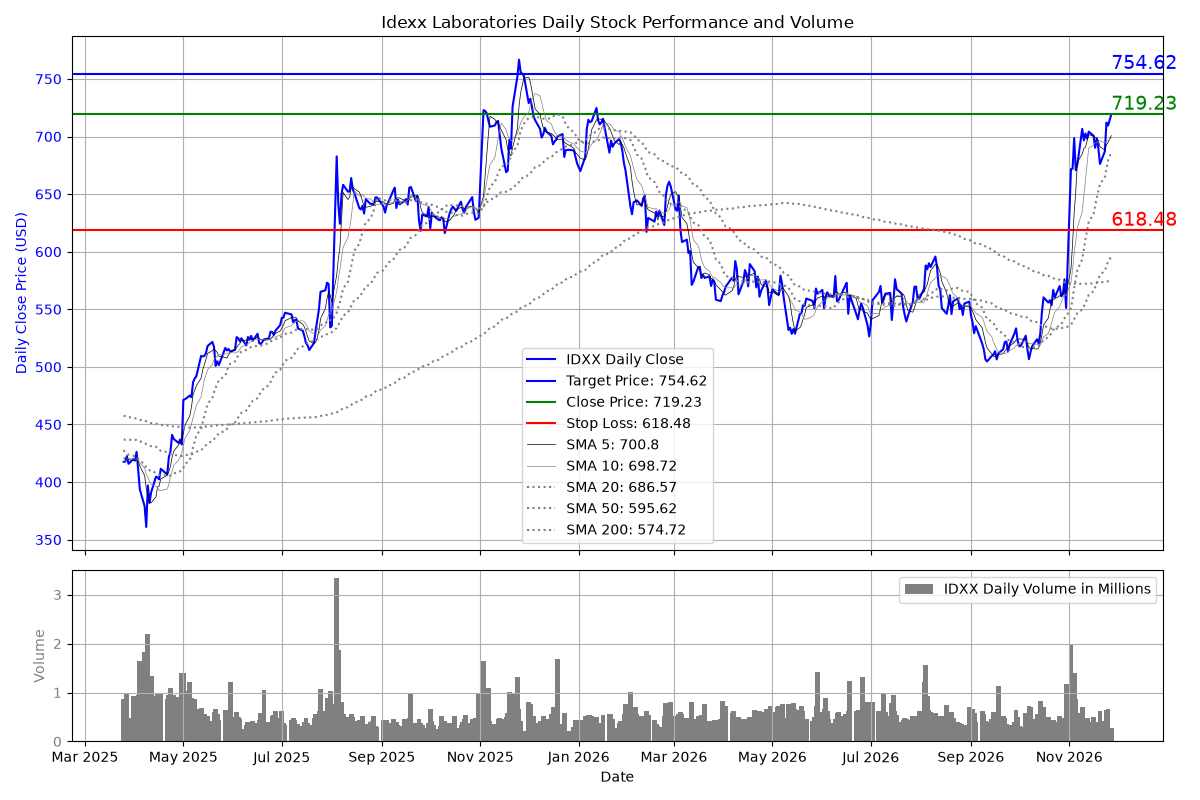 Idexx Laboratories Daily Stock Performance and Volume
Daily Close Price (USD)
750
700
650
600
550
500
450
400
350
754.62
719.23
618.48
IDXX Daily Close
Target Price: 754.62
Close Price: 719.23
Stop Loss: 618.48
SMA 5: 700.8
SMA 10: 698.72
SMA 20: 686.57
SMA 50: 595.62
SMA 200: 574.72
Volume
3
2
1
0
IDXX Daily Volume in Millions
Mar 2025 May 2025 Jul 2025 Sep 2025 Nov 2025 Jan 2026 Mar 2026 May 2026 Jul 2026 Sep 2026 Nov 2026
Date